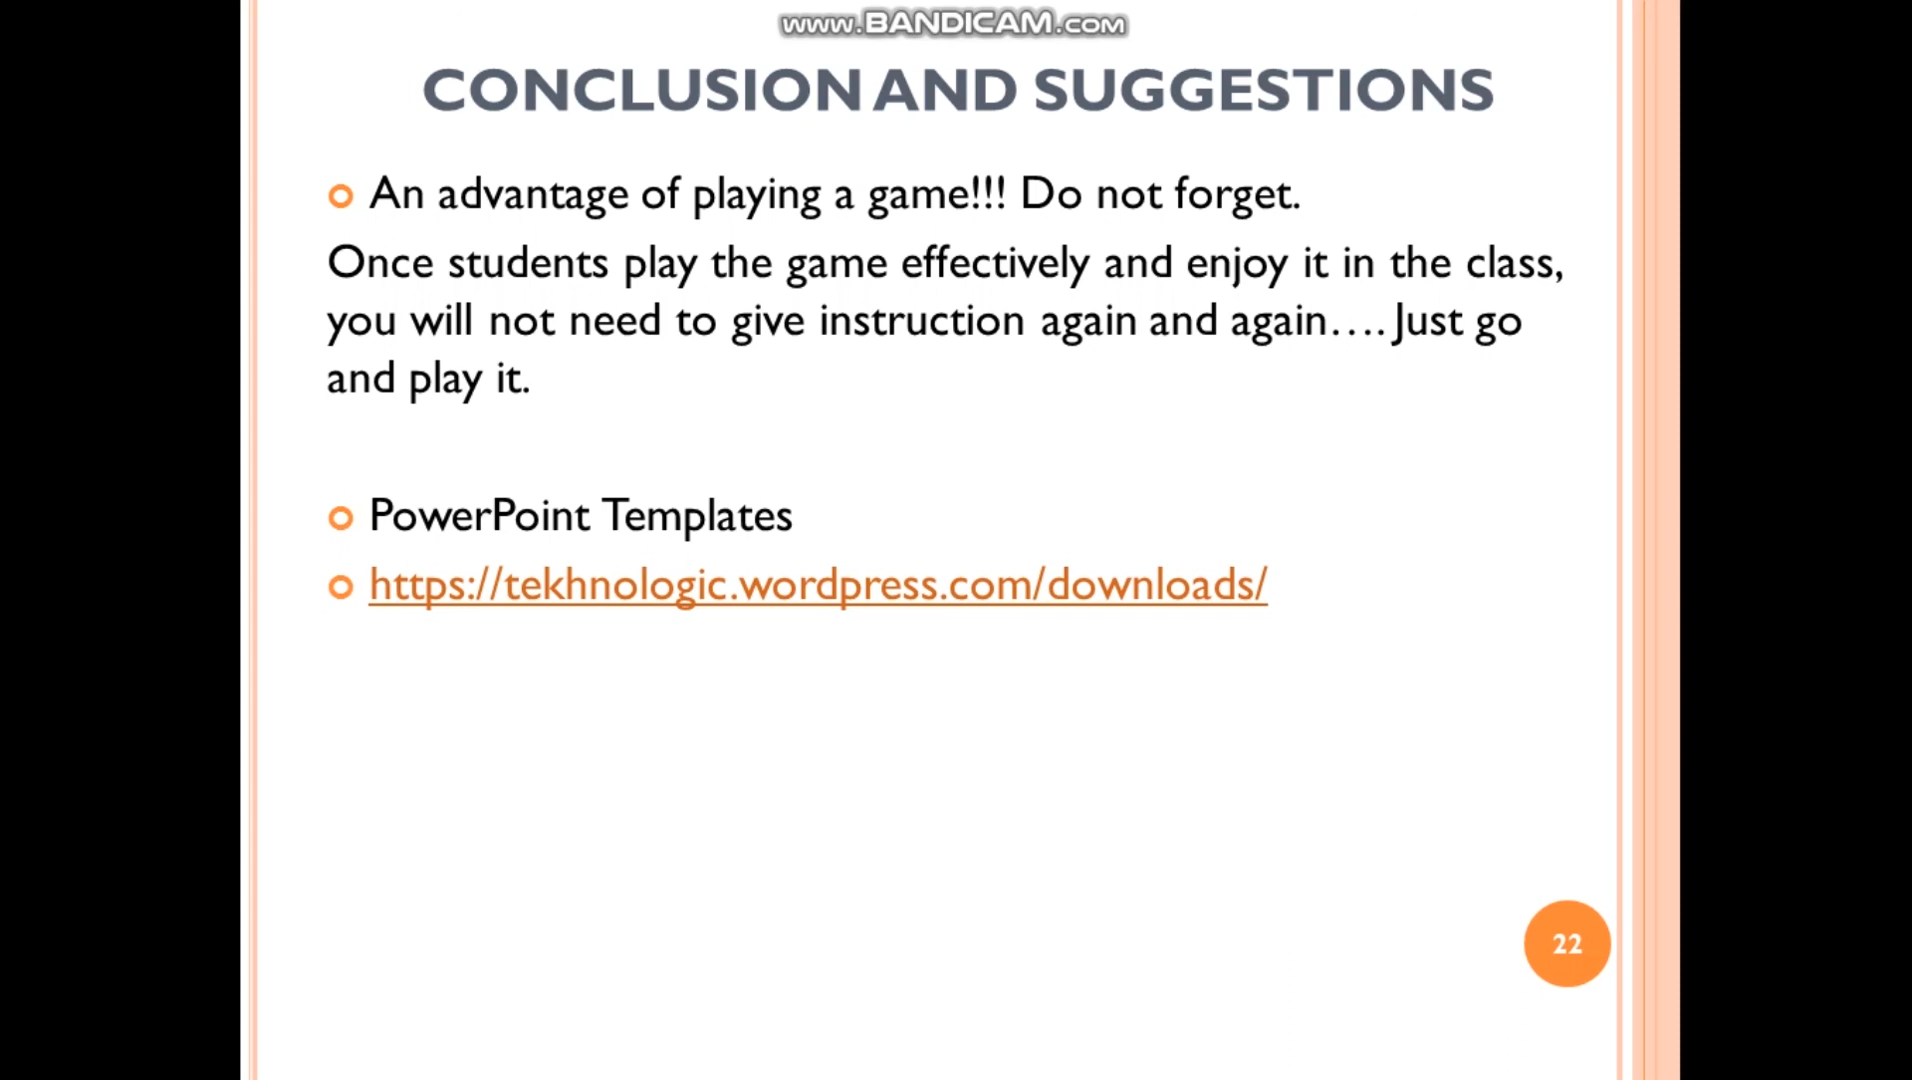 www.BANDICAM.com
CONCLUSION AND SUGGESTIONS
An advantage of playing a game!!! Do not forget.
Once students play the game effectively and enjoy it in the class,
you will not need to give instruction again and again.... Just go
and play it.
PowerPoint Templates
https://tekhnologic.wordpress.com/downloads/
22